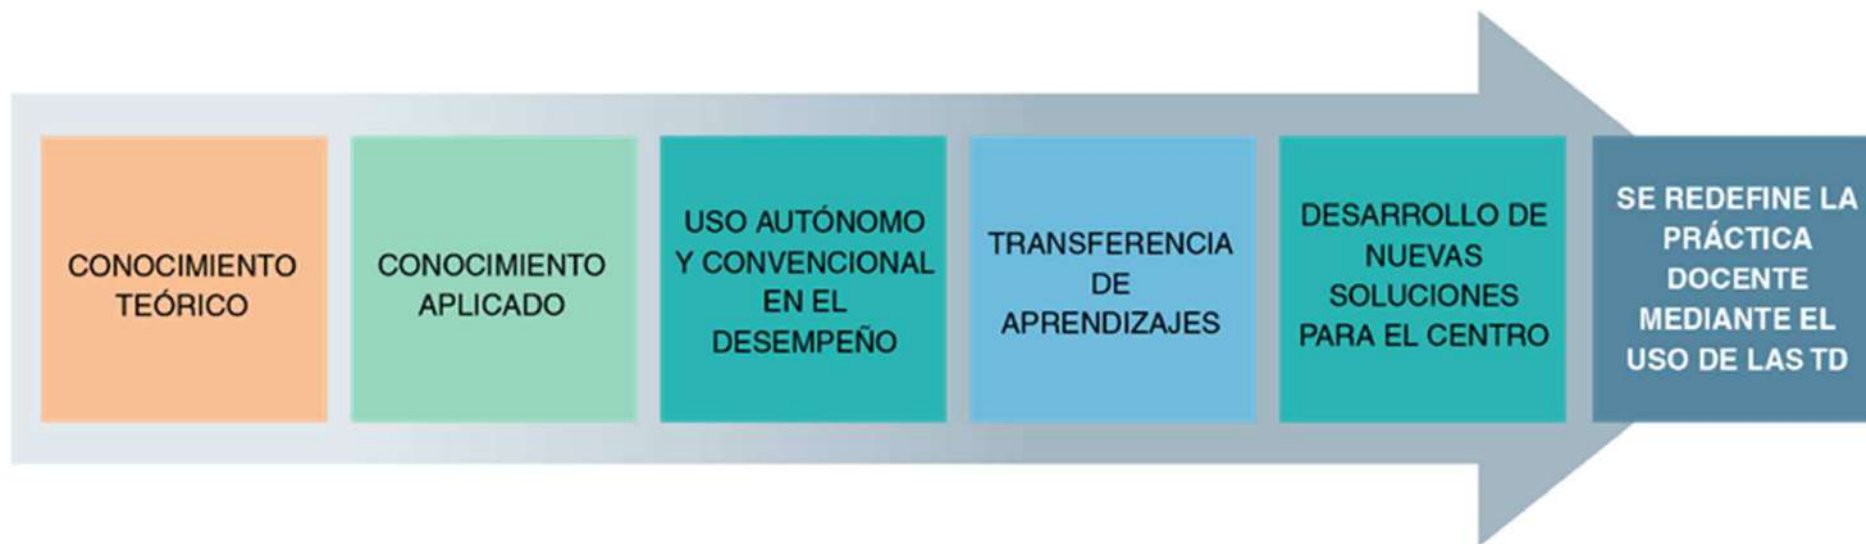 CONOCIMIENTO
TEÓRICO
CONOCIMIENTO
APLICADO
USO AUTÓNOMO
Y CONVENCIONAL
EN EL
DESEMPEÑO
TRANSFERENCIA
DE
APRENDIZAJES
DESARROLLO DE
NUEVAS
SOLUCIONES
PARA EL CENTRO
SE REDEFINE LA
PRÁCTICA
DOCENTE
MEDIANTE EL
USO DE LAS TD